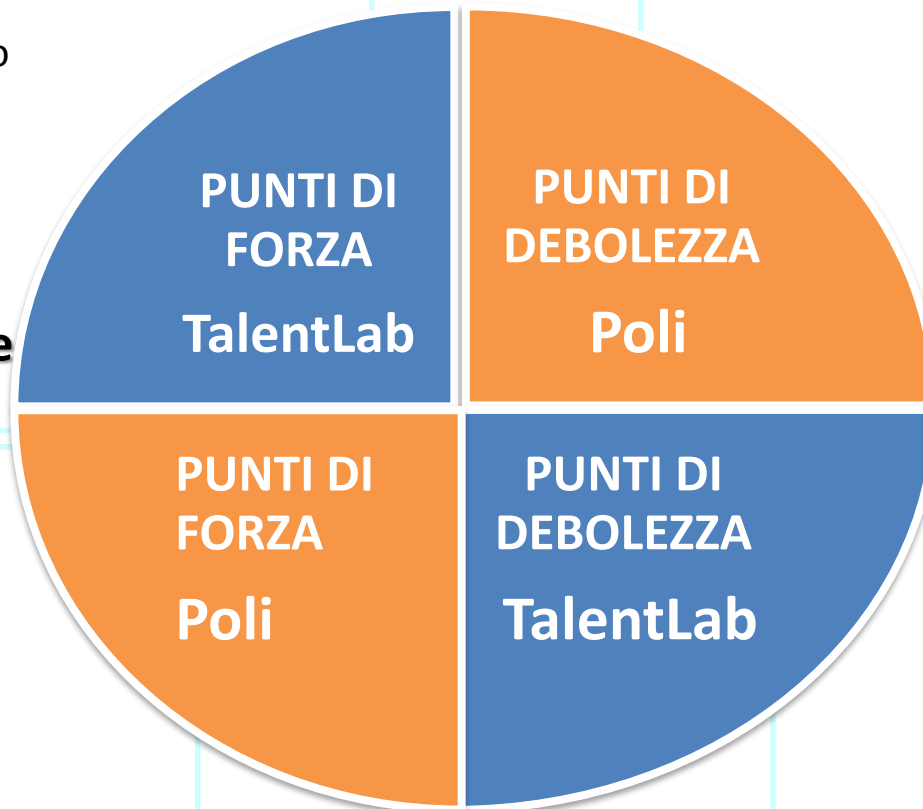 PUNTI DI
FORZA
TalentLab
PUNTI DI
DEBOLEZZA
Poli
PUNTI DI
FORZA
Poli
PUNTI DI
DEBOLEZZA
TalentLab